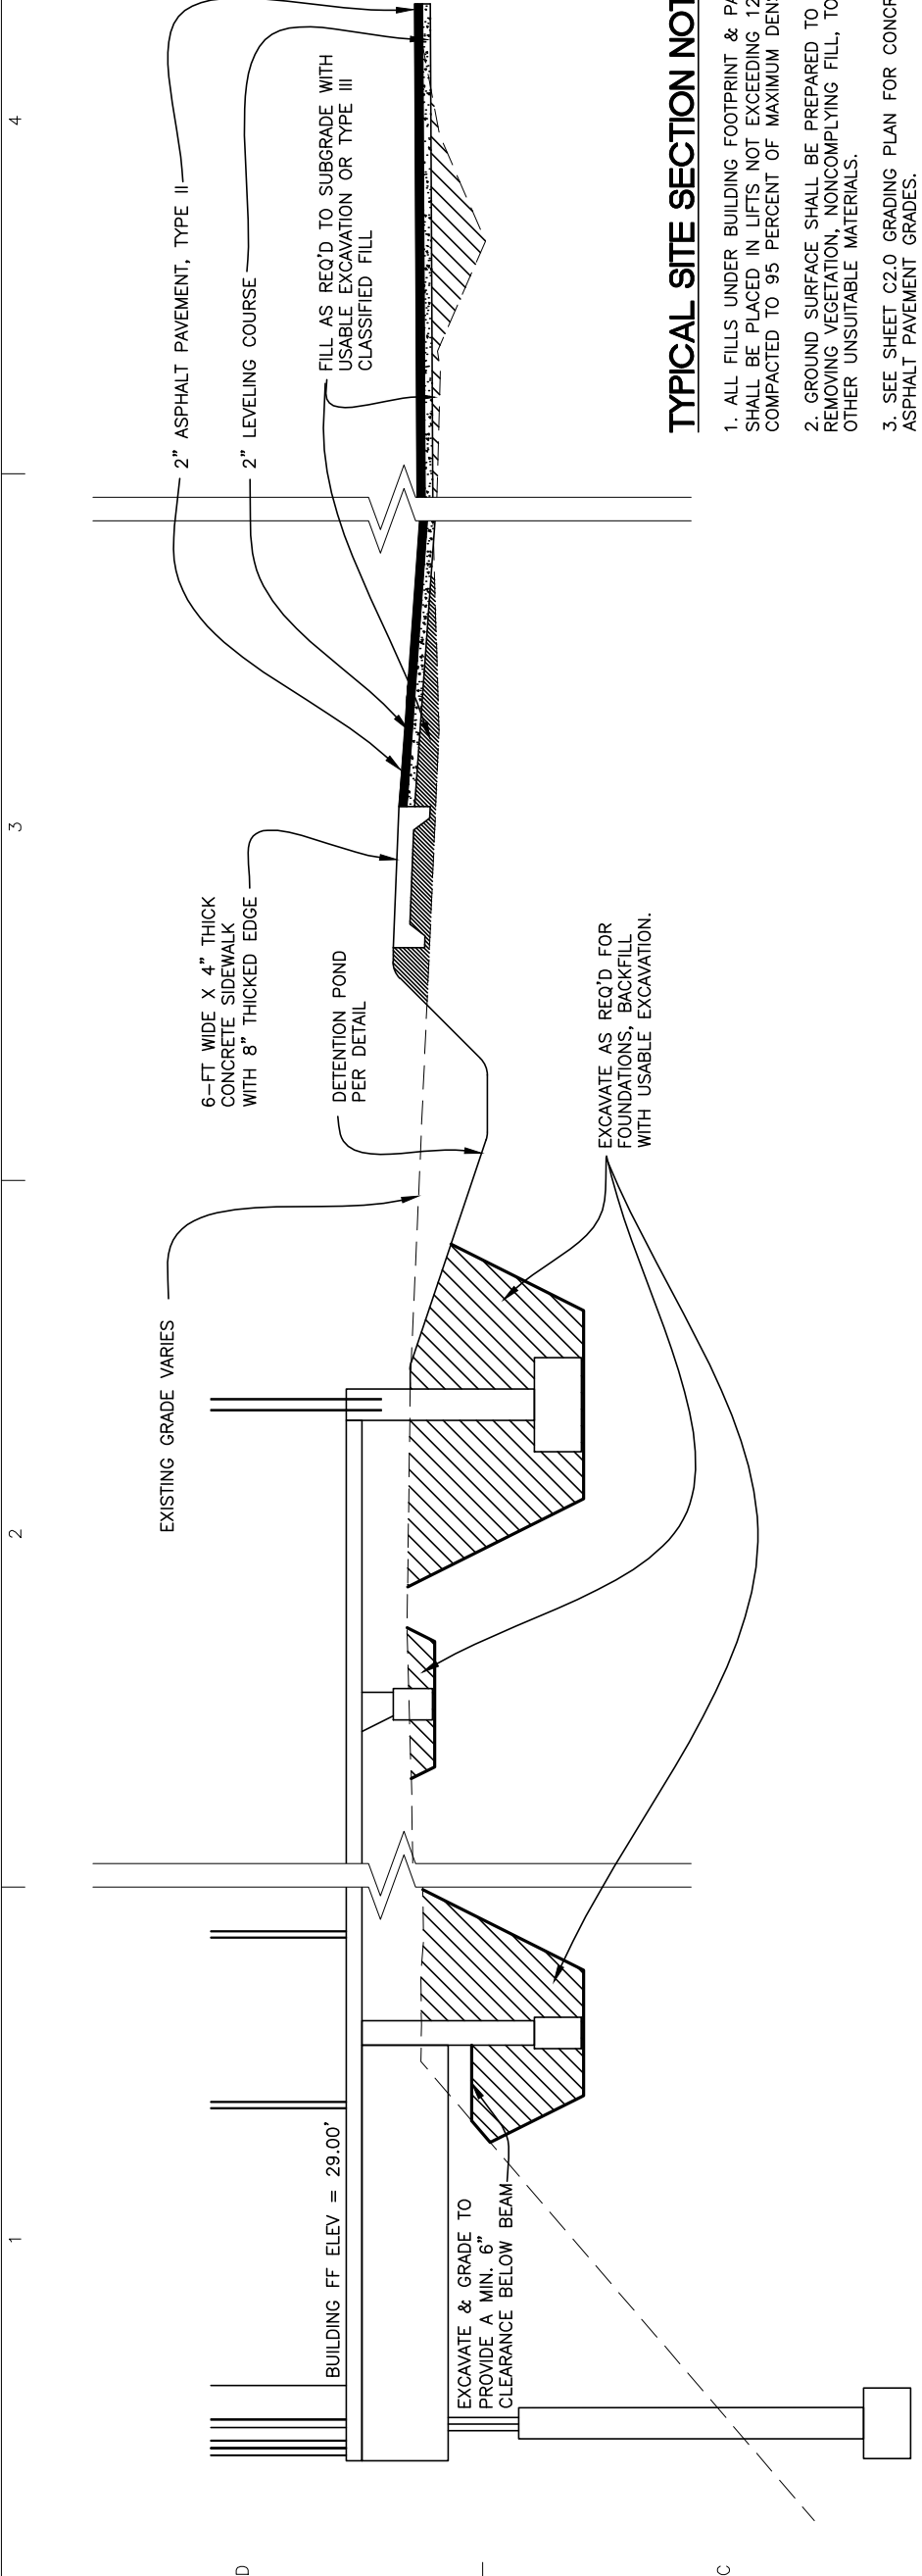 4
3
2
1
D
C
2" ASPHALT PAVEMENT, TYPE II
2" LEVELING COURSE
FILL AS REQ'D TO SUBGRADE WITH
USABLE EXCAVATION OR TYPE III
CLASSIFIED FILL
6-FT WIDE X 4" THICK
CONCRETE SIDEWALK
WITH 8" THICKED EDGE
DETENTION POND
PER DETAIL
EXISTING GRADE VARIES
EXCAVATE AS REQ'D FOR
FOUNDATIONS, BACKFILL
WITH USABLE EXCAVATION.
BUILDING FF ELEV = 29.00'
EXCAVATE & GRADE TO
PROVIDE A MIN. 6"
CLEARANCE BELOW BEAM
TYPICAL SITE SECTION NOT
1. ALL FILLS UNDER BUILDING FOOTPRINT & PA
SHALL BE PLACED IN LIFTS NOT EXCEEDING 12
COMPACTED TO 95 PERCENT OF MAXIMUM DENS
2. GROUND SURFACE SHALL BE PREPARED TO
REMOVING VEGETATION, NONCOMPLYING FILL, TO
OTHER UNSUITABLE MATERIALS.
3. SEE SHEET C2.0 GRADING PLAN FOR CONCR
ASPHALT PAVEMENT GRADES.